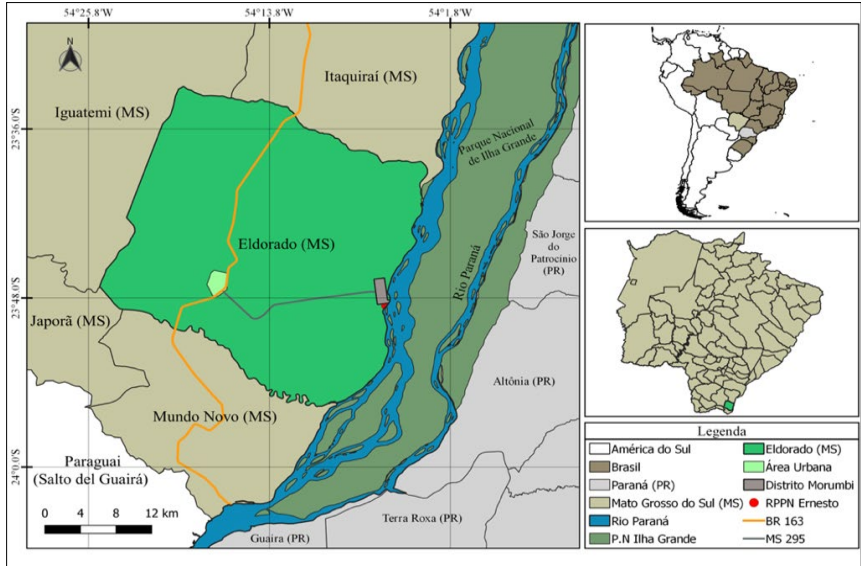 54°25.8'W
54°13.8'W
54°1.8'W
N
Itaquiraí (MS)
Iguatemi (MS)
23°36.0'S
Parque Nacional
de Ilha Grande
São Jorge
do
Patrocinio
(PR)
Eldorado (MS)
Rio Paraná
23°48.0'S
Japorã (MS)
Altônia (PR)
Mundo Novo (MS)
Paraguai
(Salto del Guairá)
24°0.0'S
0 4 8 12 km
Terra Roxa (PR)
Guaira (PR)
Legenda
América do Sul
Brasil
Paraná (PR)
Mato Grosso do Sul (MS)
Rio Paraná
P.N Ilha Grande
Eldorado (MS)
Área Urbana
Distrito Morumbi
RPPN Ernesto
BR 163
MS 295